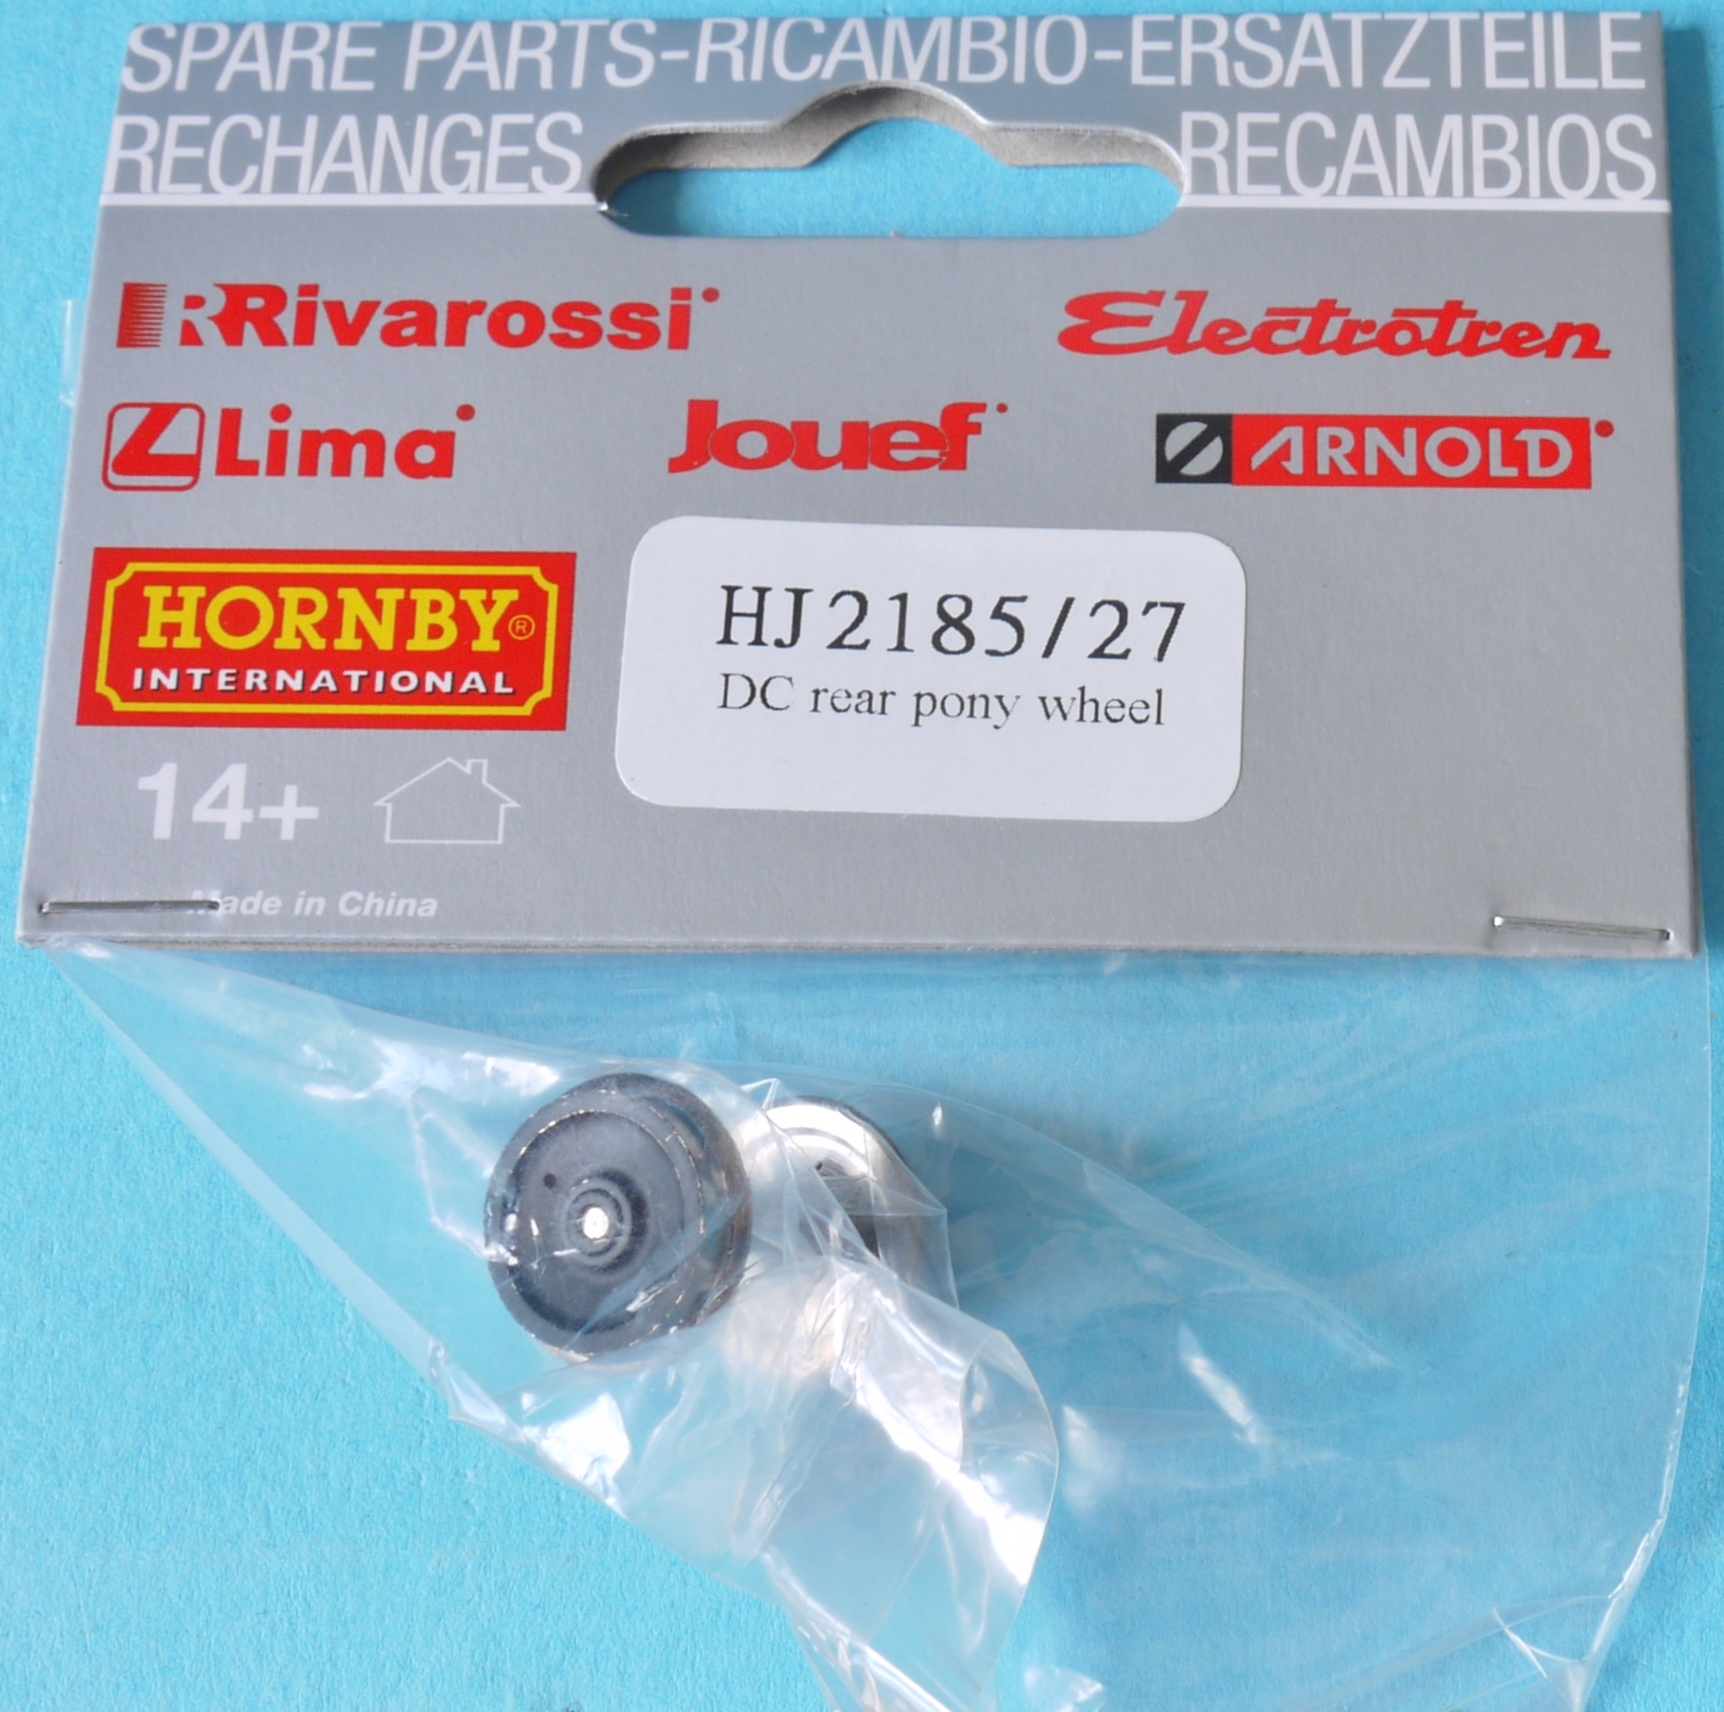 SPARE PARTS-RICAMBIO-ERSATZTEILE
RECHANGES RECAMBIOS
Rivarossi Electrotren
Lima Jouef ARNOLD
HORNBY®
INTERNATIONAL
HJ2185/27
DC rear pony wheel
14+
Made in China